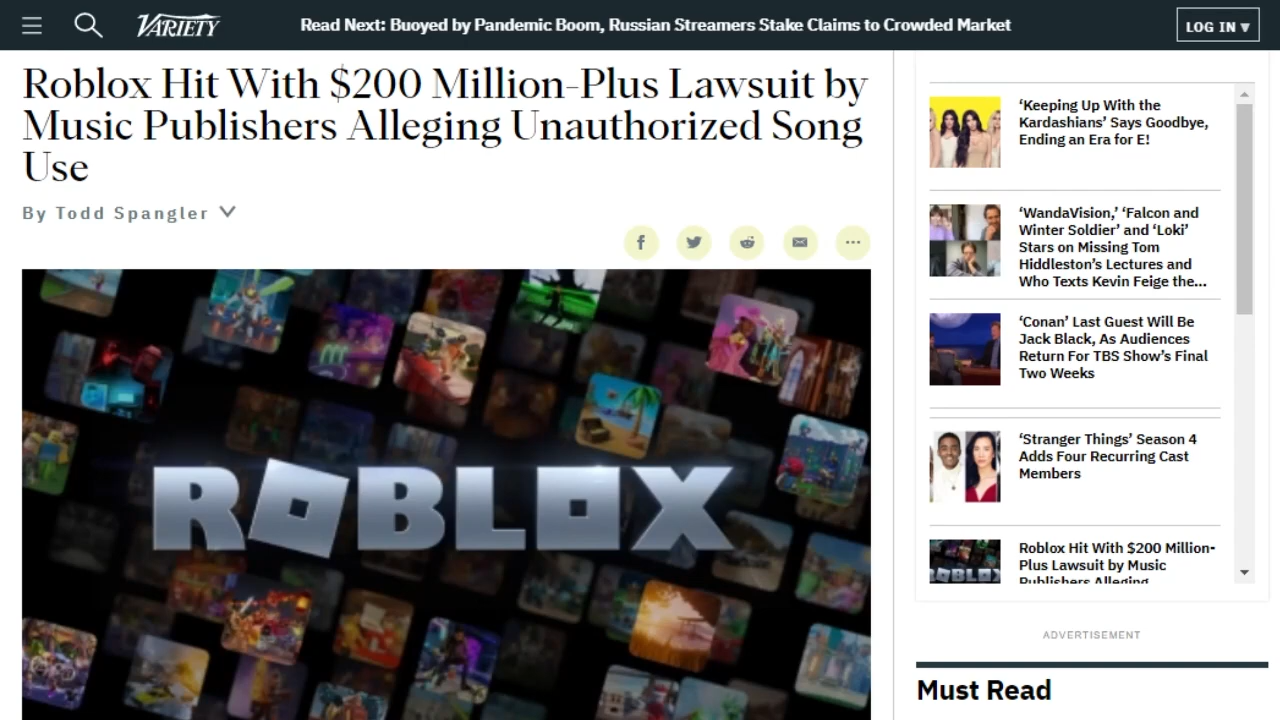 VARIETY
Read Next: Buoyed by Pandemic Boom, Russian Streamers Stake Claims to Crowded Market
LOG IN ▾
Roblox Hit With $200 Million-Plus Lawsuit by
Music Publishers Alleging Unauthorized Song
Use
By Todd Spangler
ROBLOX
‘Keeping Up With the
Kardashians’ Says Goodbye,
Ending an Era for E!
‘WandaVision,’ ‘Falcon and
Winter Soldier’ and ‘Loki’
Stars on Missing Tom
Hiddleston’s Lectures and
Who Texts Kevin Feige the...
‘Conan’ Last Guest Will Be
Jack Black, As Audiences
Return For TBS Show’s Final
Two Weeks
‘Stranger Things’ Season 4
Adds Four Recurring Cast
Members
ROBLOX
Roblox Hit With $200 Million-
Plus Lawsuit by Music
Publishers Alleging
ADVERTISEMENT
Must Read